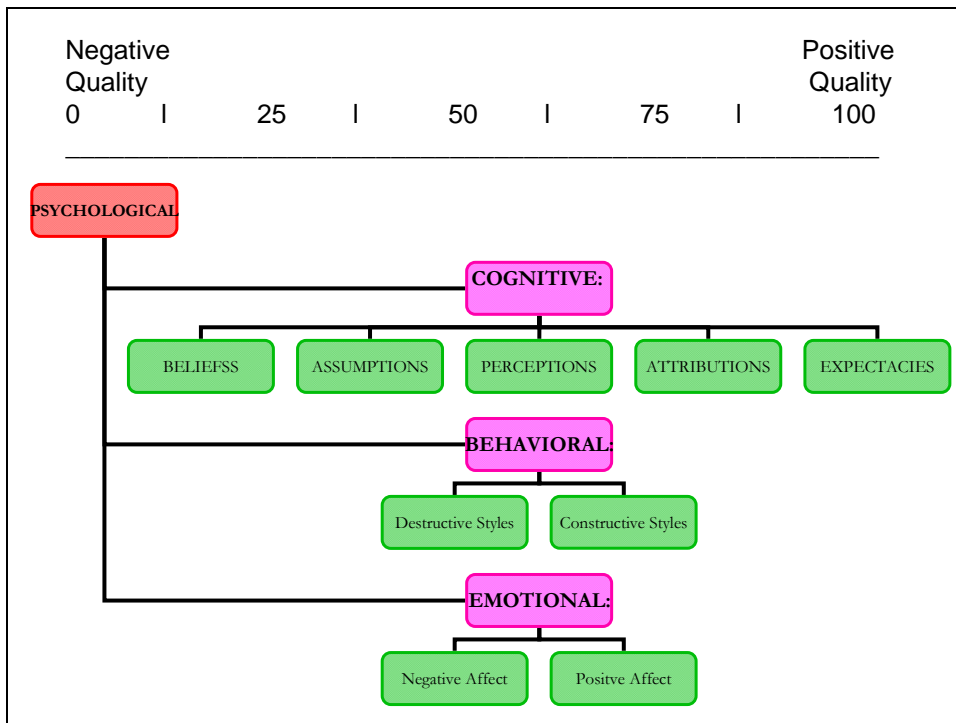 Negative Quality
Positive Quality
0 l 25 l 50 l 75 l 100
PSYCHOLOGICAL
COGNITIVE:
BELIEFSS ASSUMPTIONS PERCEPTIONS ATTRIBUTIONS EXPECTACIES
BEHAVIORAL:
Destructive Styles Constructive Styles
EMOTIONAL:
Negative Affect Positve Affect